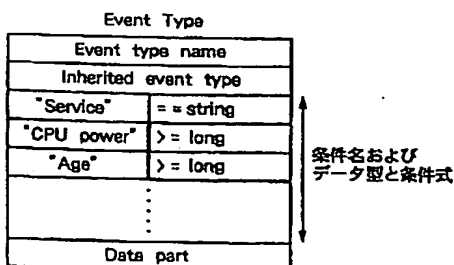 Event Type
Event type name
Inherited event type
"Service" = = string
"CPU power" > = long
"Age" > = long
条件名および
データ型と条件式
Data part